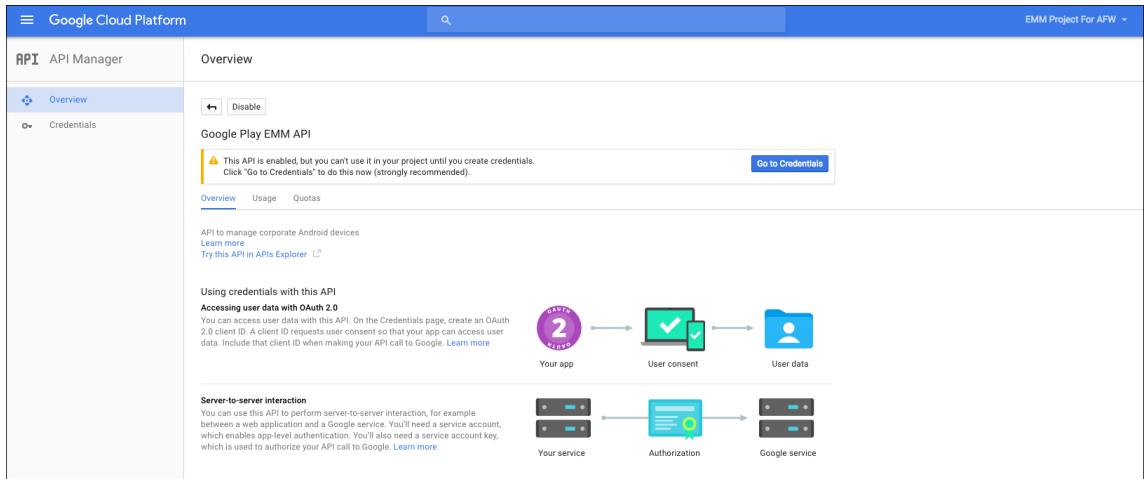 Google Cloud Platform
EMM Project For AFW
API API Manager
Overview
Overview
Credentials
Disable
Google Play EMM API
This API is enabled, but you can't use it in your project until you create credentials.
Click "Go to Credentials" to do this now (strongly recommended).
Go to Credentials
Overview Usage Quotas
API to manage corporate Android devices
Learn more
Try this API in APIs Explorer
Using credentials with this API
Accessing user data with OAuth 2.0
You can access user data with this API. On the Credentials page, create an OAuth
2.0 client ID. A client ID requests user consent so that your app can access user
data. Include that client ID when making your API call to Google. Learn more
OAUTH
2
OAUTH
Your app
User consent
User data
Server-to-server interaction
You can use this API to perform server-to-server interaction, for example
between a web application and a Google service. You'll need a service account,
which enables app-level authentication. You'll also need a service account key,
which is used to authorize your API call to Google. Learn more
Your service
Authorization
Google service